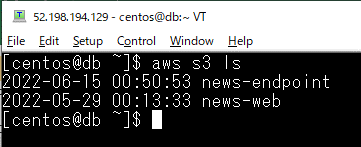 52.198.194.129 - centos@db:~ VT
File Edit Setup Control Window Help
[centos@db ~]$ aws s3 ls
2022-06-15 00:50:53 news-endpoint
2022-05-29 00:13:33 news-web
[centos@db ~]$